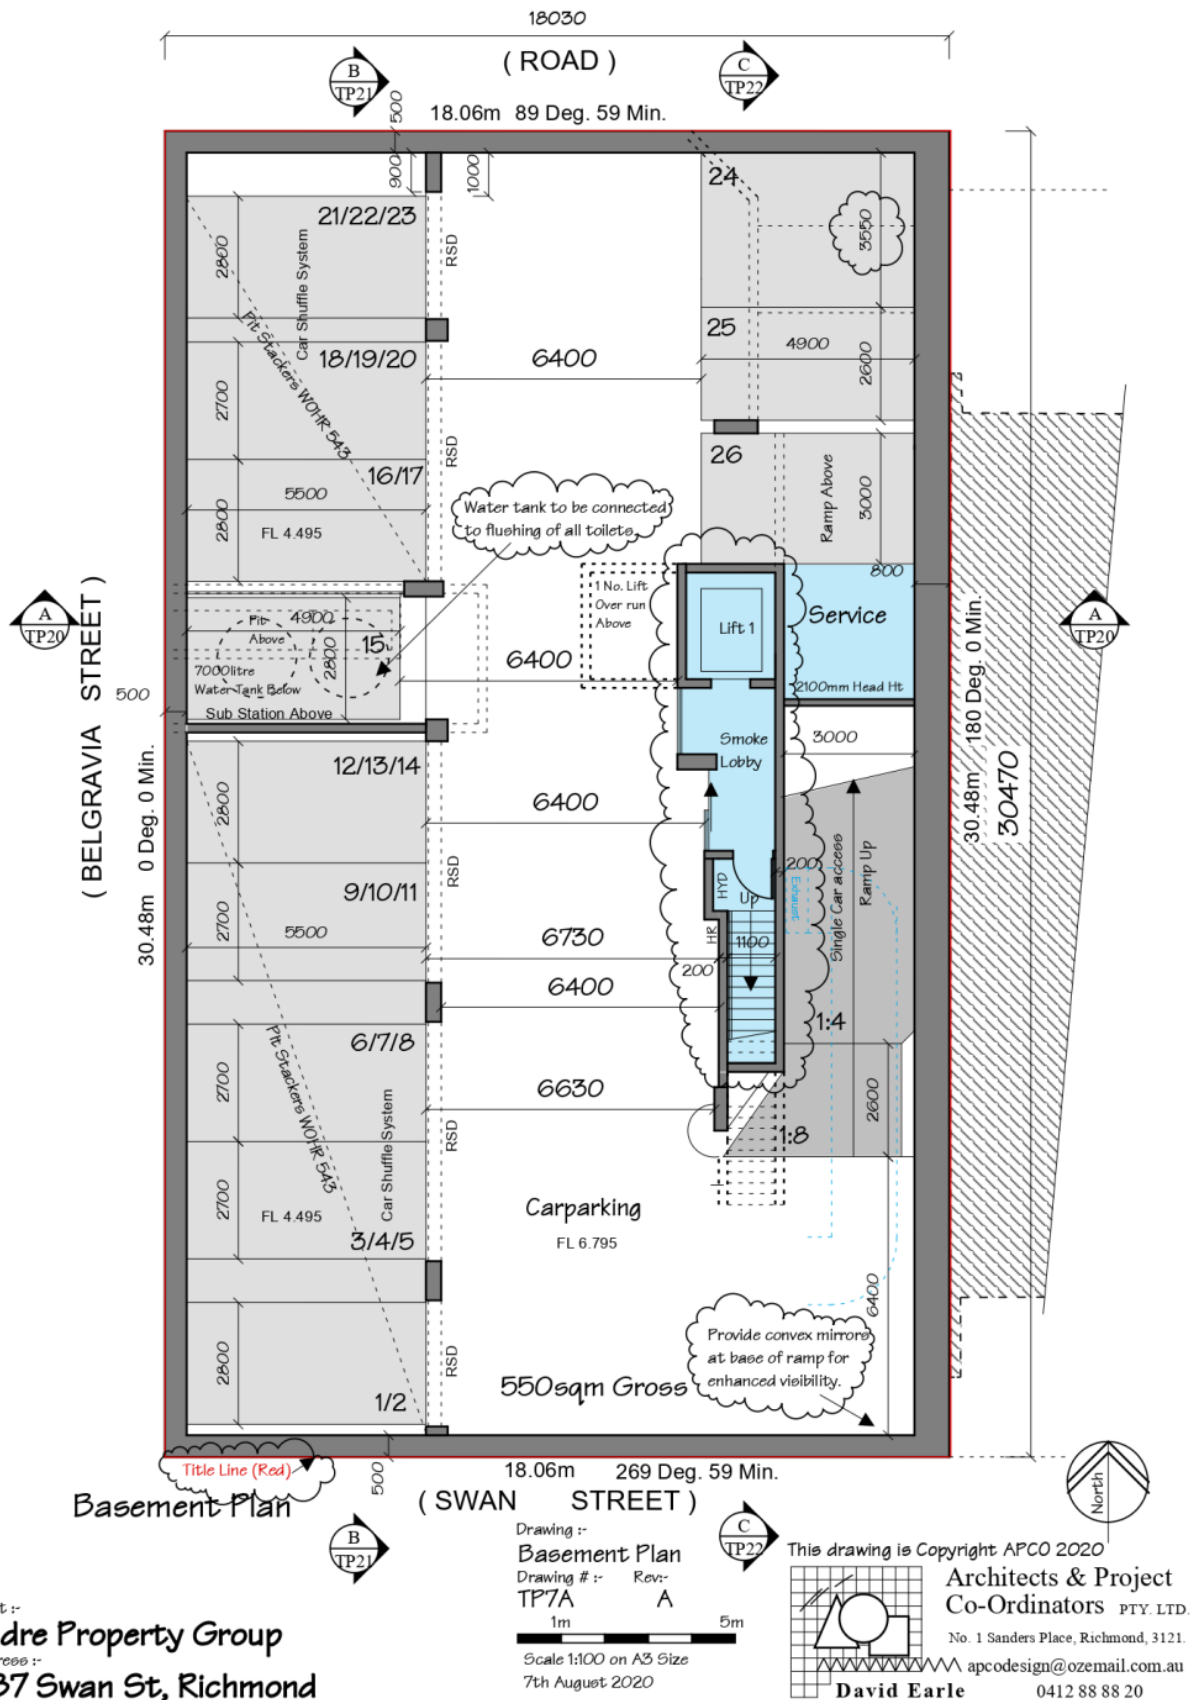 18030
( ROAD )
B
TP21
C
TP22
500
18.06m 89 Deg. 59 Min.
900
1000
24
21/22/23
3550
2800
Car Shuffle System
RSD
Pit Stackers WOHR 543
25
4900
18/19/20
6400
2600
2700
RSD
26
16/17
5500
Ramp Above
3000
Water tank to be connected
to flushing of all toilets.
2800
FL 4.495
800
1 No. Lift
Over run
Above
Lift 1
Service
A
TP20
A
TP20
( BELGRAVIA STREET )
Pit
Above
4900
15
2800
6400
7000litre
Water Tank Below
Sub Station Above
2100mm Head Ht
500
Smoke
Lobby
3000
30.48m 180 Deg. 0 Min.
30470
30.48m 0 Deg. 0 Min.
12/13/14
6400
2800
RSD
9/10/11
HYD
Up
200
Exhaust
Single Car access
Ramp Up
2700
5500
6730
HR
1100
200
6400
1:4
6/7/8
Pit Stackers WOHR 543
2700
6630
2600
1:8
Car Shuffle System
RSD
2700
FL 4.495
Carparking
FL 6.795
3/4/5
6400
Provide convex mirrors
at base of ramp for
enhanced visibility.
2800
RSD
550sqm Gross
1/2
Title Line (Red)
500
18.06m 269 Deg. 59 Min.
( SWAN STREET )
North
Basement Plan
B
TP21
C
TP22
Drawing :-
Basement Plan
Drawing # :- Rev:-
TP7A A
1m 5m
Scale 1:100 on A3 Size
7th August 2020
This drawing is Copyright APCO 2020
Architects & Project
Co-Ordinators PTY. LTD.
No. 1 Sanders Place, Richmond, 3121.
apcodesign@ozemail.com.au
David Earle 0412 88 88 20
t :-
dre Property Group
ress :-
37 Swan St, Richmond